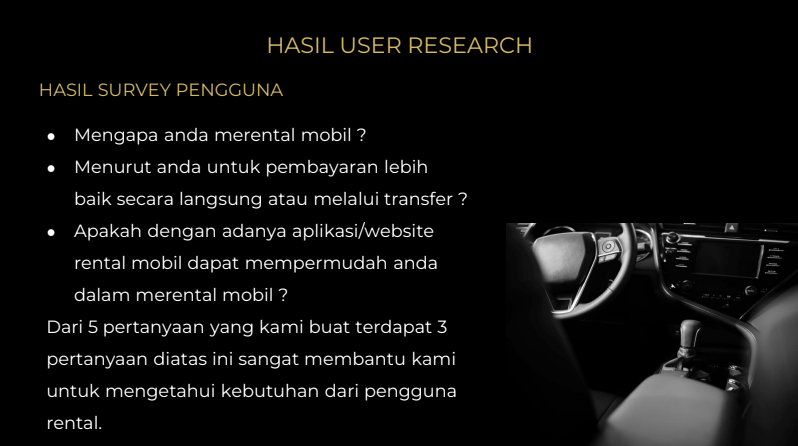 HASIL USER RESEARCH
HASIL SURVEY PENGGUNA
● Mengapa anda merental mobil ?
● Menurut anda untuk pembayaran lebih
baik secara langsung atau melalui transfer ?
● Apakah dengan adanya aplikasi/website
rental mobil dapat mempermudah anda
dalam merental mobil ?
Dari 5 pertanyaan yang kami buat terdapat 3
pertanyaan diatas ini sangat membantu kami
untuk mengetahui kebutuhan dari pengguna
rental.